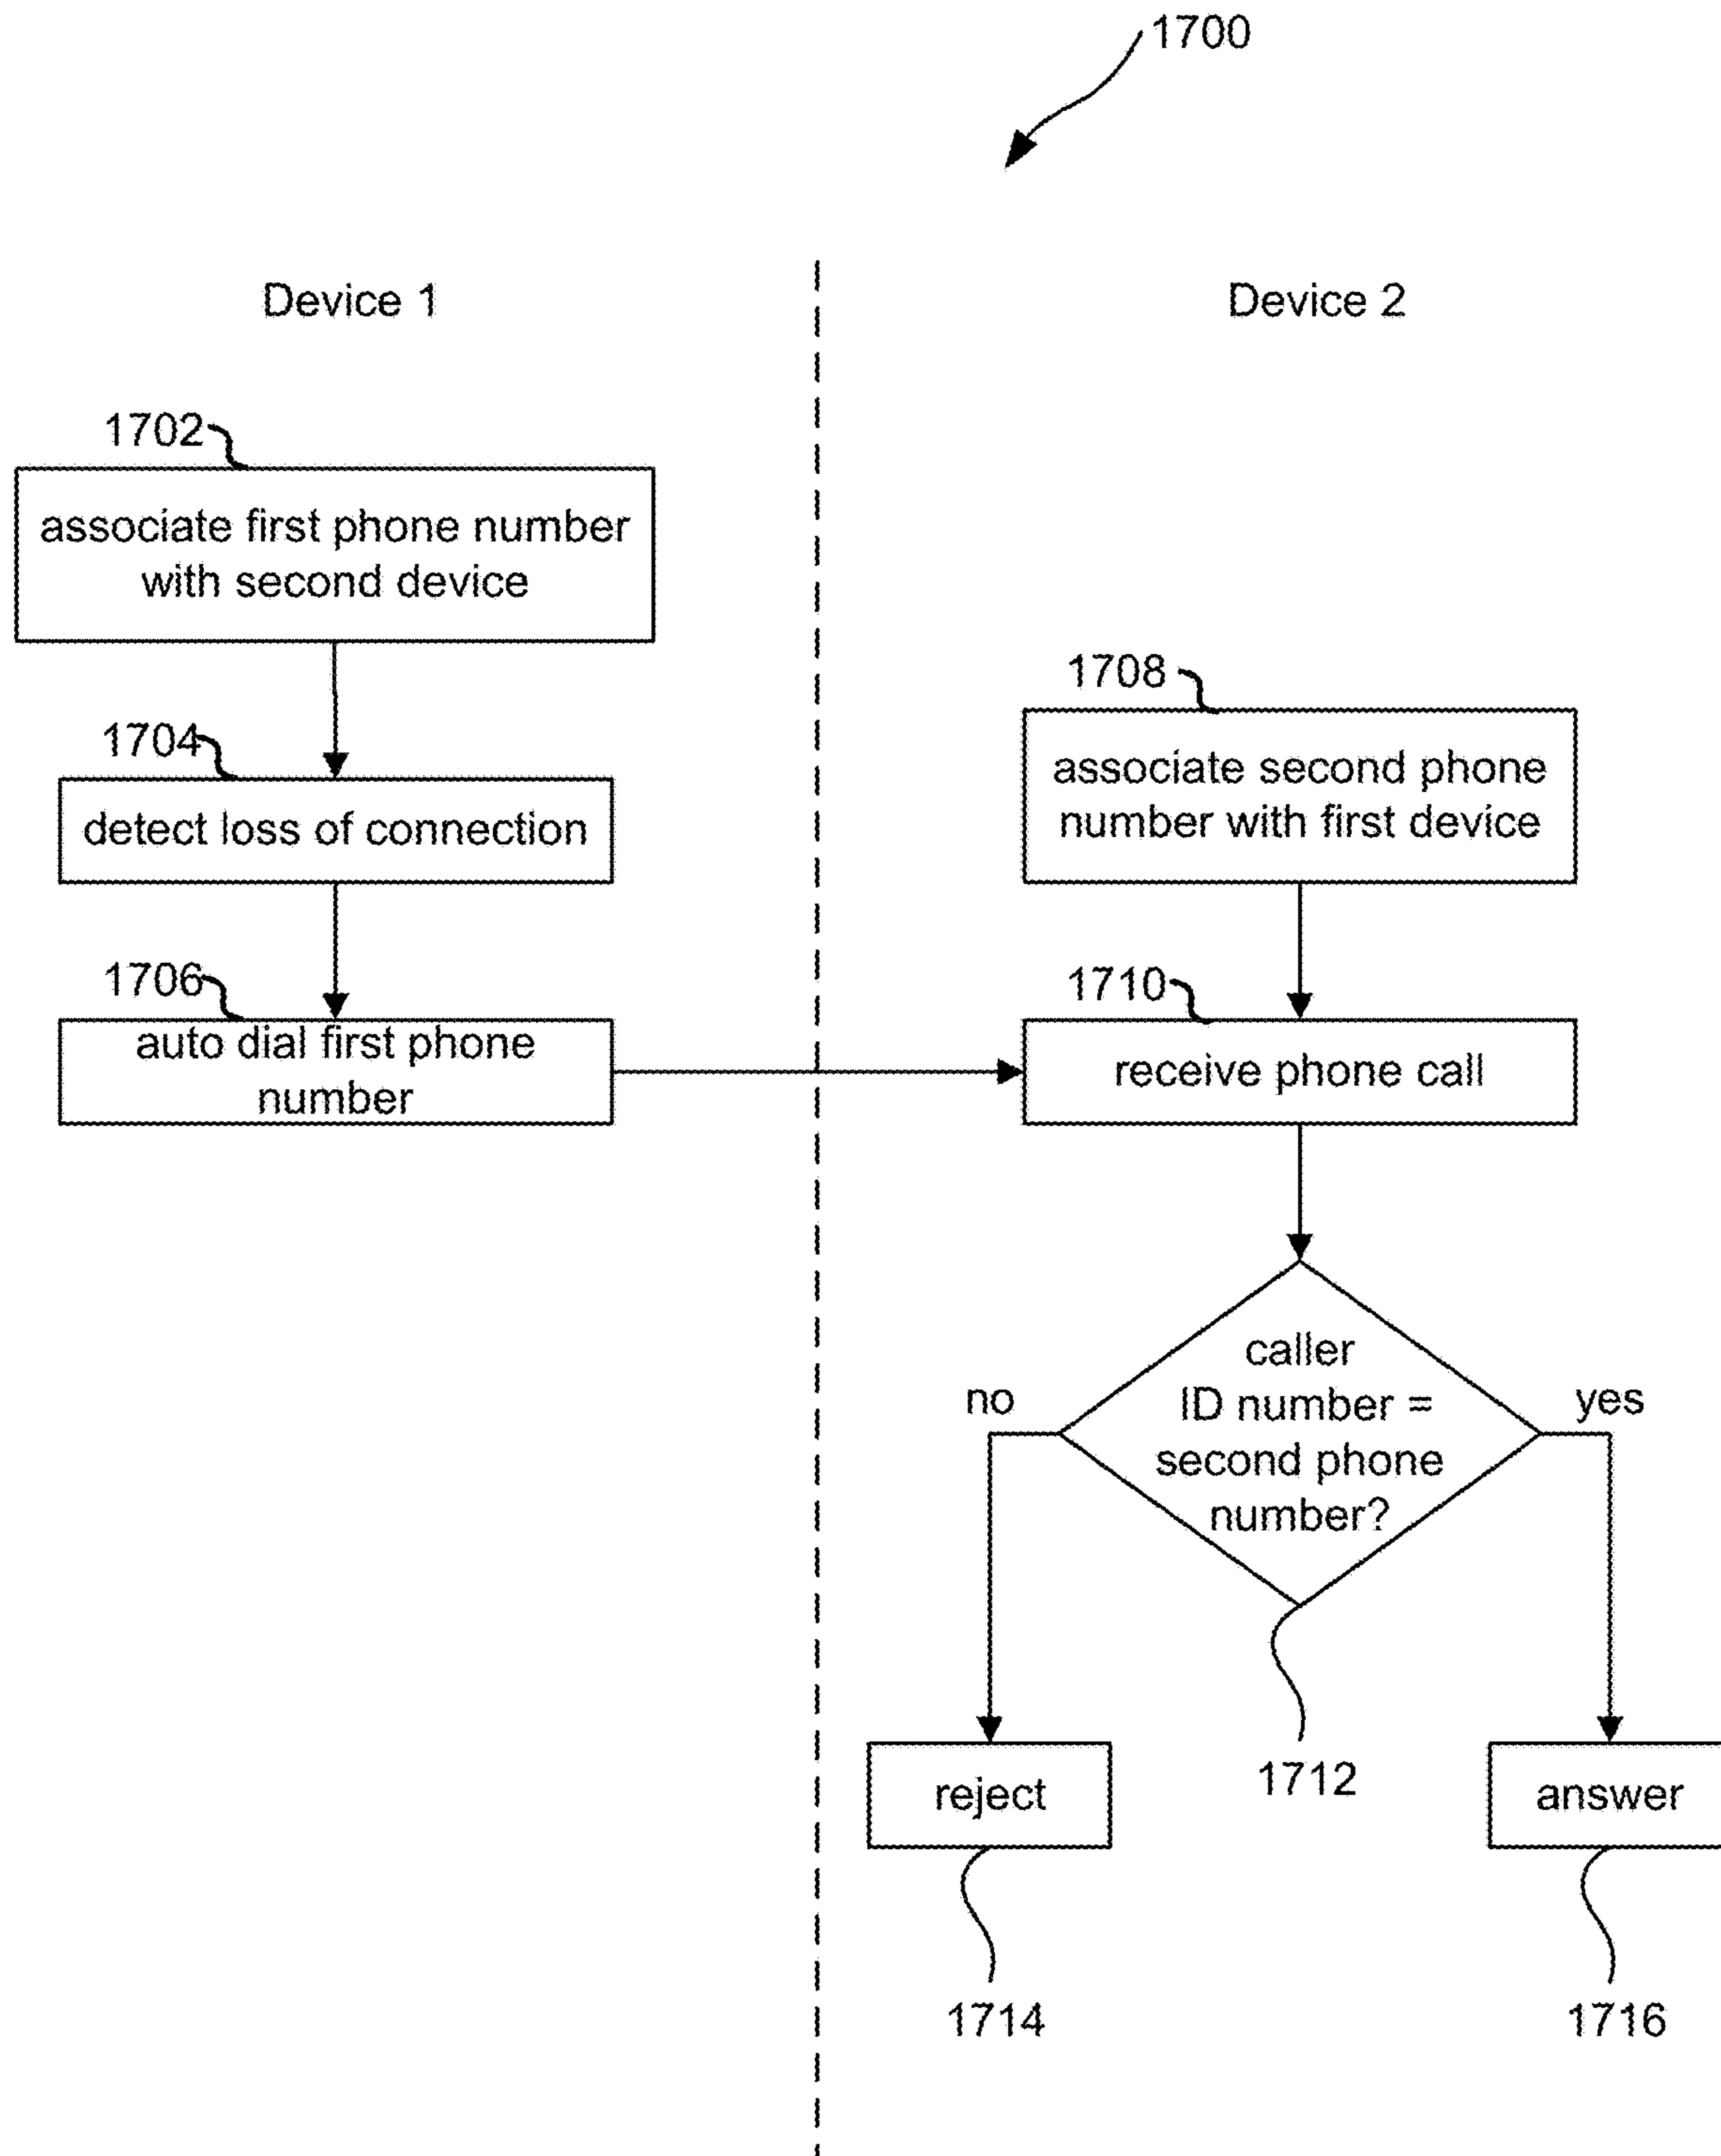 1700
Device 1
Device 2
1702
associate first phone number
with second device
1704
detect loss of connection
1706
auto dial first phone
number
1708
associate second phone
number with first device
1710
receive phone call
caller
ID number =
second phone
number?
no
yes
1712
reject
answer
1714
1716